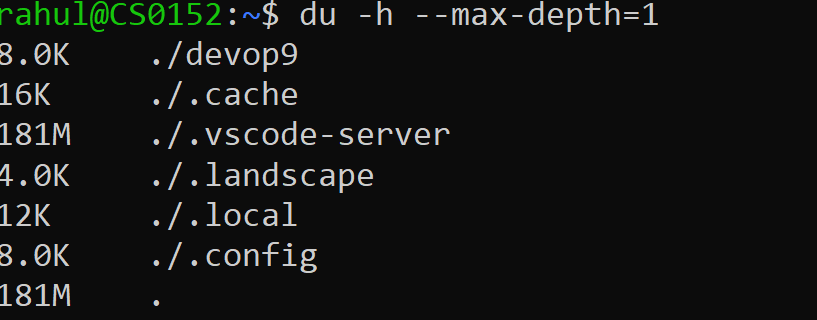 rahul@CS0152:~$ du -h --max-depth=1
8.0K    ./devop9
16K     ./.cache
181M    ./.vscode-server
4.0K    ./.landscape
12K     ./.local
8.0K    ./.config
181M    .